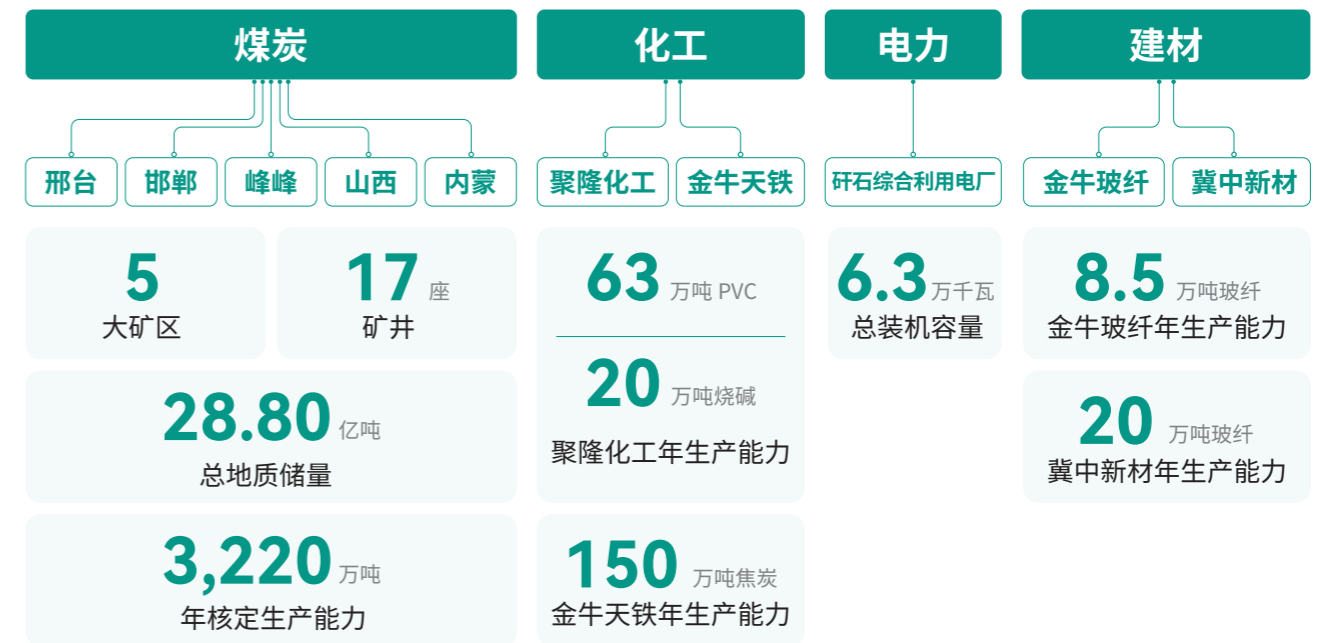 煤炭
邢台
邯郸
峰峰
山西
内蒙
5
大矿区
17 座
矿井
28.80 亿吨
总地质储量
3,220 万吨
年核定生产能力
化工
聚隆化工
金牛天铁
63 万吨 PVC
20 万吨烧碱
聚隆化工年生产能力
150 万吨焦炭
金牛天铁年生产能力
电力
矸石综合利用电厂
6.3 万千瓦
总装机容量
建材
金牛玻纤
冀中新材
8.5 万吨玻纤
金牛玻纤年生产能力
20 万吨玻纤
冀中新材年生产能力